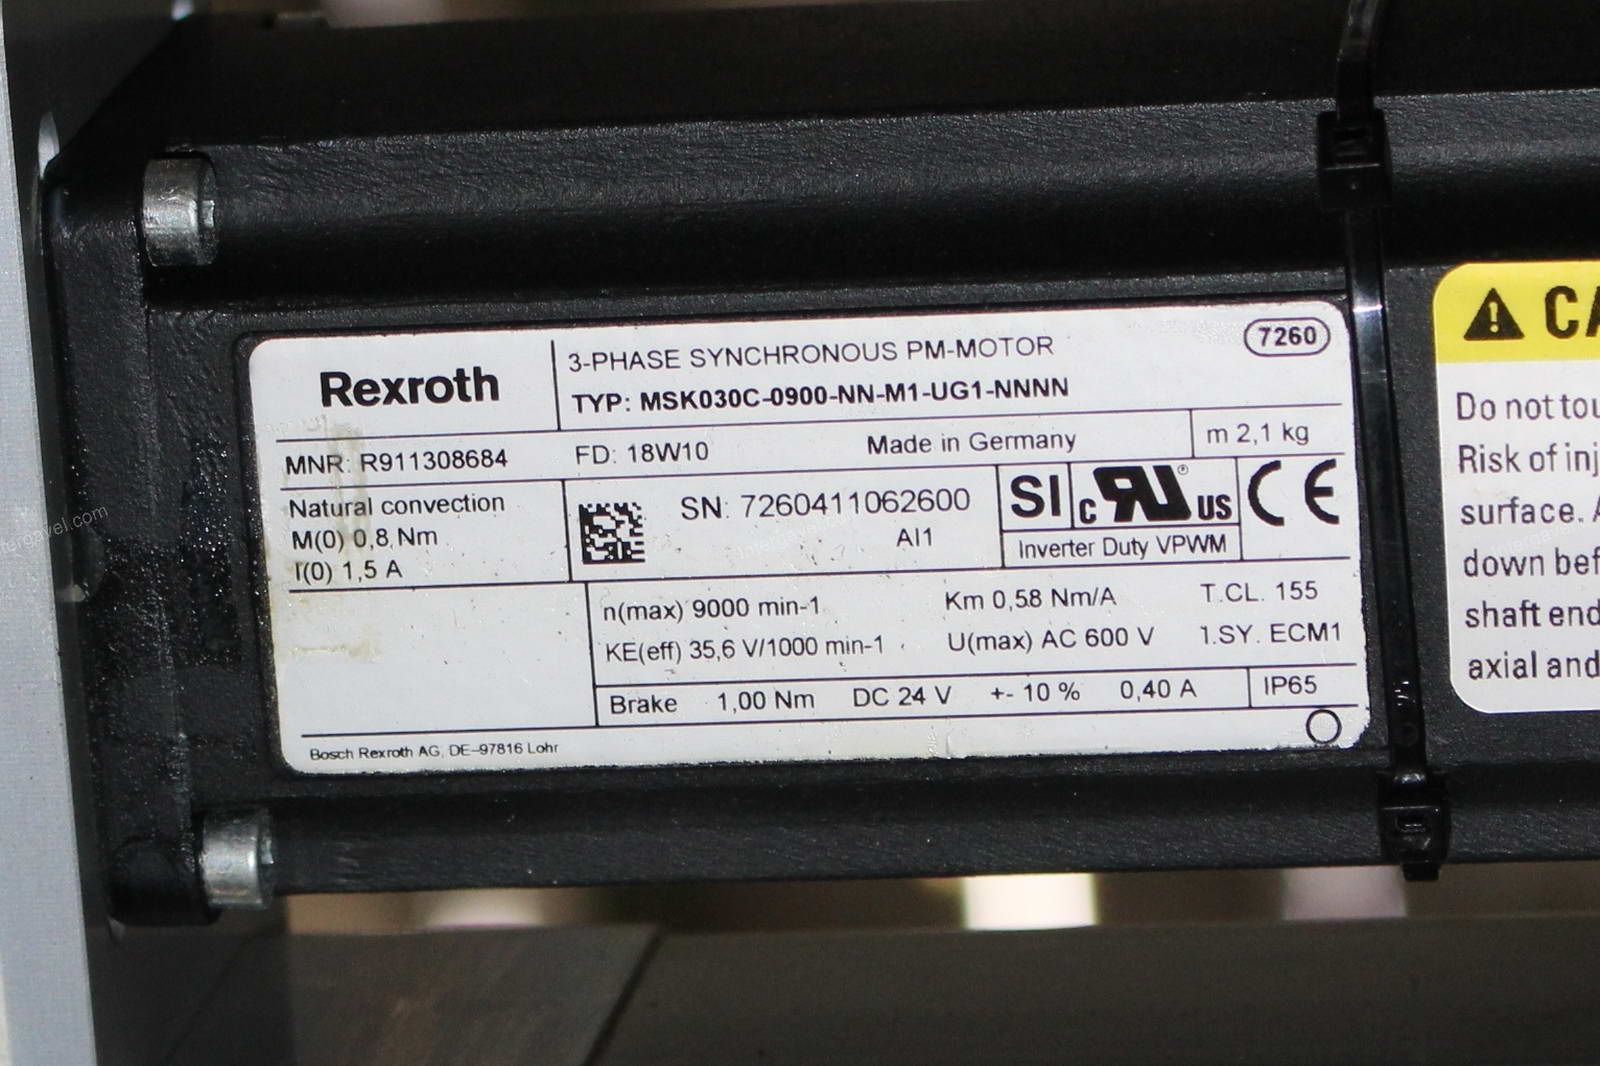 Rexroth
3-PHASE SYNCHRONOUS PM-MOTOR
7260
TYP: MSK030C-0900-NN-M1-UG1-NNNN
MNR: R911308684
FD: 18W10
Made in Germany
m 2,1 kg
Natural convection
M(0) 0,8 Nm
I(0) 1,5 A
SN: 7260411062600
AI1
SI
c RU ® US
Inverter Duty VPWM
CE
n(max) 9000 min-1
Km 0,58 Nm/A
T.CL. 155
KE(eff) 35,6 V/1000 min-1
U(max) AC 600 V
1.SY. ECM1
Brake 1,00 Nm DC 24 V +- 10 % 0,40 A
IP65
Bosch Rexroth AG, DE-97816 Lohr
CA
Do not tou
Risk of inj
surface. A
down bef
shaft end
axial and
intergavel.com